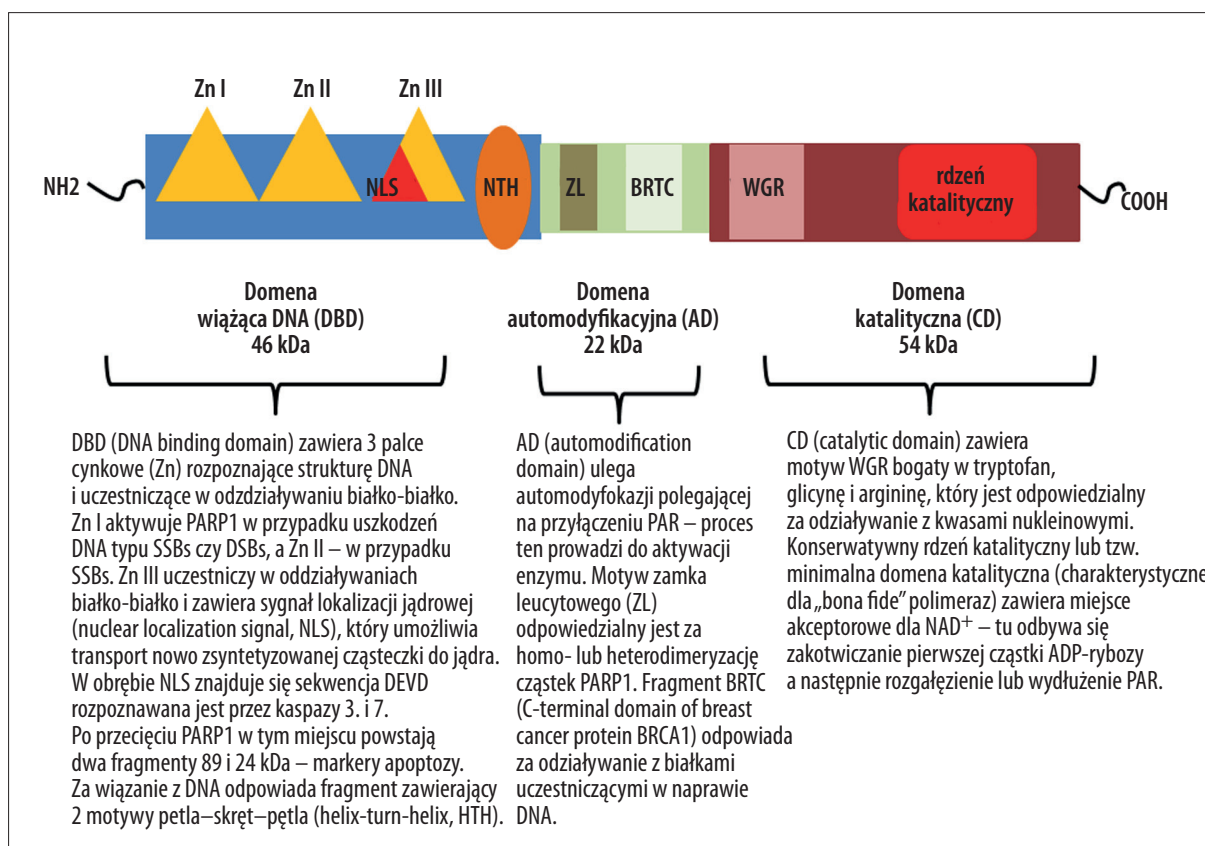 Zn I
Zn II
Zn III
NH2
NLS
NTH
ZL
BRTC
WGR
rdzeń
katalityczny
COOH
Domena
wiążąca DNA (DBD)
46 kDa
Domena
automodyfikacyjna (AD)
22 kDa
Domena
katalityczna (CD)
54 kDa
DBD (DNA binding domain) zawiera 3 palce
cynkowe (Zn) rozpoznające strukturę DNA
i uczestniczące w odzdziaływaniu białko-białko.
Zn I aktywuje PARP1 w przypadku uszkodzeń
DNA typu SSBs czy DSBs, a Zn II – w przypadku
SSBs. Zn III uczestniczy w oddziaływaniach
białko-białko i zawiera sygnał lokalizacji jądrowej
(nuclear localization signal, NLS), który umożliwia
transport nowo zsyntetyzowanej cząsteczki do jądra.
W obrębie NLS znajduje się sekwencja DEVD
rozpoznawana jest przez kaspazy 3. i 7.
Po przecięciu PARP1 w tym miejscu powstają
dwa fragmenty 89 i 24 kDa – markery apoptozy.
Za wiązanie z DNA odpowiada fragment zawierający
2 motywy petla–skręt–pętla (helix-turn-helix, HTH).
AD (automodification
domain) ulega
automodyfokazji polegającej
na przyłączeniu PAR – proces
ten prowadzi do aktywacji
enzymu. Motyw zamka
leucytowego (ZL)
odpowiedzialny jest za
homo- lub heterodimeryzację
cząstek PARP1. Fragment BRTC
(C-terminal domain of breast
cancer protein BRCA1) odpowiada
za odziaływanie z białkami
uczestniczącymi w naprawie
DNA.
CD (catalytic domain) zawiera
motyw WGR bogaty w tryptofan,
glicynę i argininę, który jest odpowiedzialny
za odziaływanie z kwasami nukleinowymi.
Konserwatywny rdzeń katalityczny lub tzw.
minimalna domena katalityczna (charakterystyczne
dla „bona fide” polimeraz) zawiera miejsce
akceptorowe dla NAD+ – tu odbywa się
zakotwiczanie pierwszej cząstki ADP-rybozy
a następnie rozgałęzienie lub wydłużenie PAR.